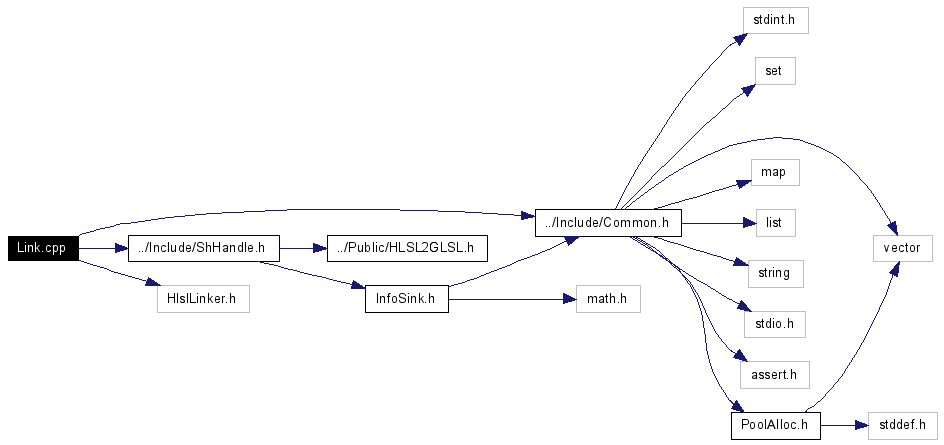 stdint.h
set
map
../Include/Common.h
list
Link.cpp
../Include/ShHandle.h
../Public/HLSL2GLSL.h
vector
string
HlslLinker.h
InfoSink.h
math.h
stdio.h
assert.h
PoolAlloc.h
stddef.h